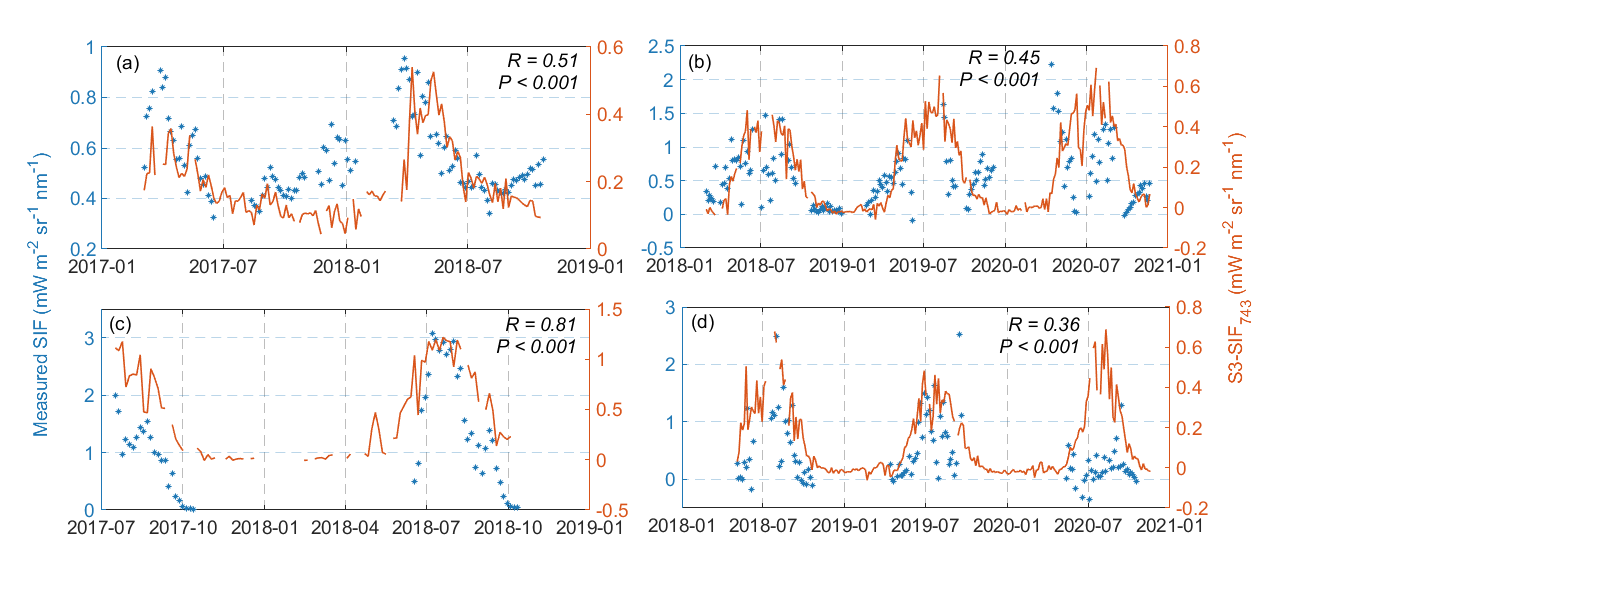 Measured SIF (mW m-2 sr-1 nm-1)
(a)
R = 0.51
P < 0.001
1
0.8
0.6
0.4
0.2
0.6
0.4
0.2
0
2017-01 2017-07 2018-01 2018-07 2019-01
(b)
R = 0.45
P < 0.001
2.5
2
1.5
1
0.5
0
-0.5
0.8
0.6
0.4
0.2
0
-0.2
2018-01 2018-07 2019-01 2019-07 2020-01 2020-07 2021-01
(c)
R = 0.81
P < 0.001
3
2
1
0
1.5
1
0.5
0
-0.5
2017-07 2017-10 2018-01 2018-04 2018-07 2018-10 2019-01
(d)
R = 0.36
P < 0.001
3
2
1
0
0.8
0.6
0.4
0.2
0
-0.2
2018-01 2018-07 2019-01 2019-07 2020-01 2020-07 2021-01
S3-SIF743 (mW m-2 sr-1 nm-1)